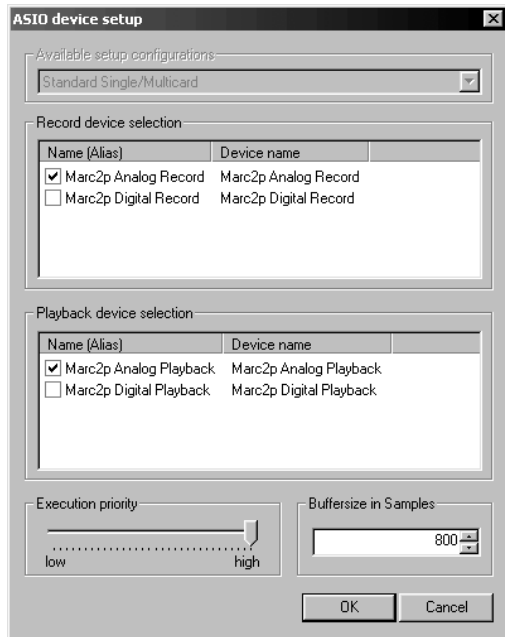 ASIO device setup
Available setup configurations
Standard Single/Multicard
Record device selection
Name (Alias) Device name
Marc2p Analog Record Marc2p Analog Record
Marc2p Digital Record Marc2p Digital Record
Playback device selection
Name (Alias) Device name
Marc2p Analog Playback Marc2p Analog Playback
Marc2p Digital Playback Marc2p Digital Playback
Execution priority Buffersize in Samples
800
low high
OK Cancel